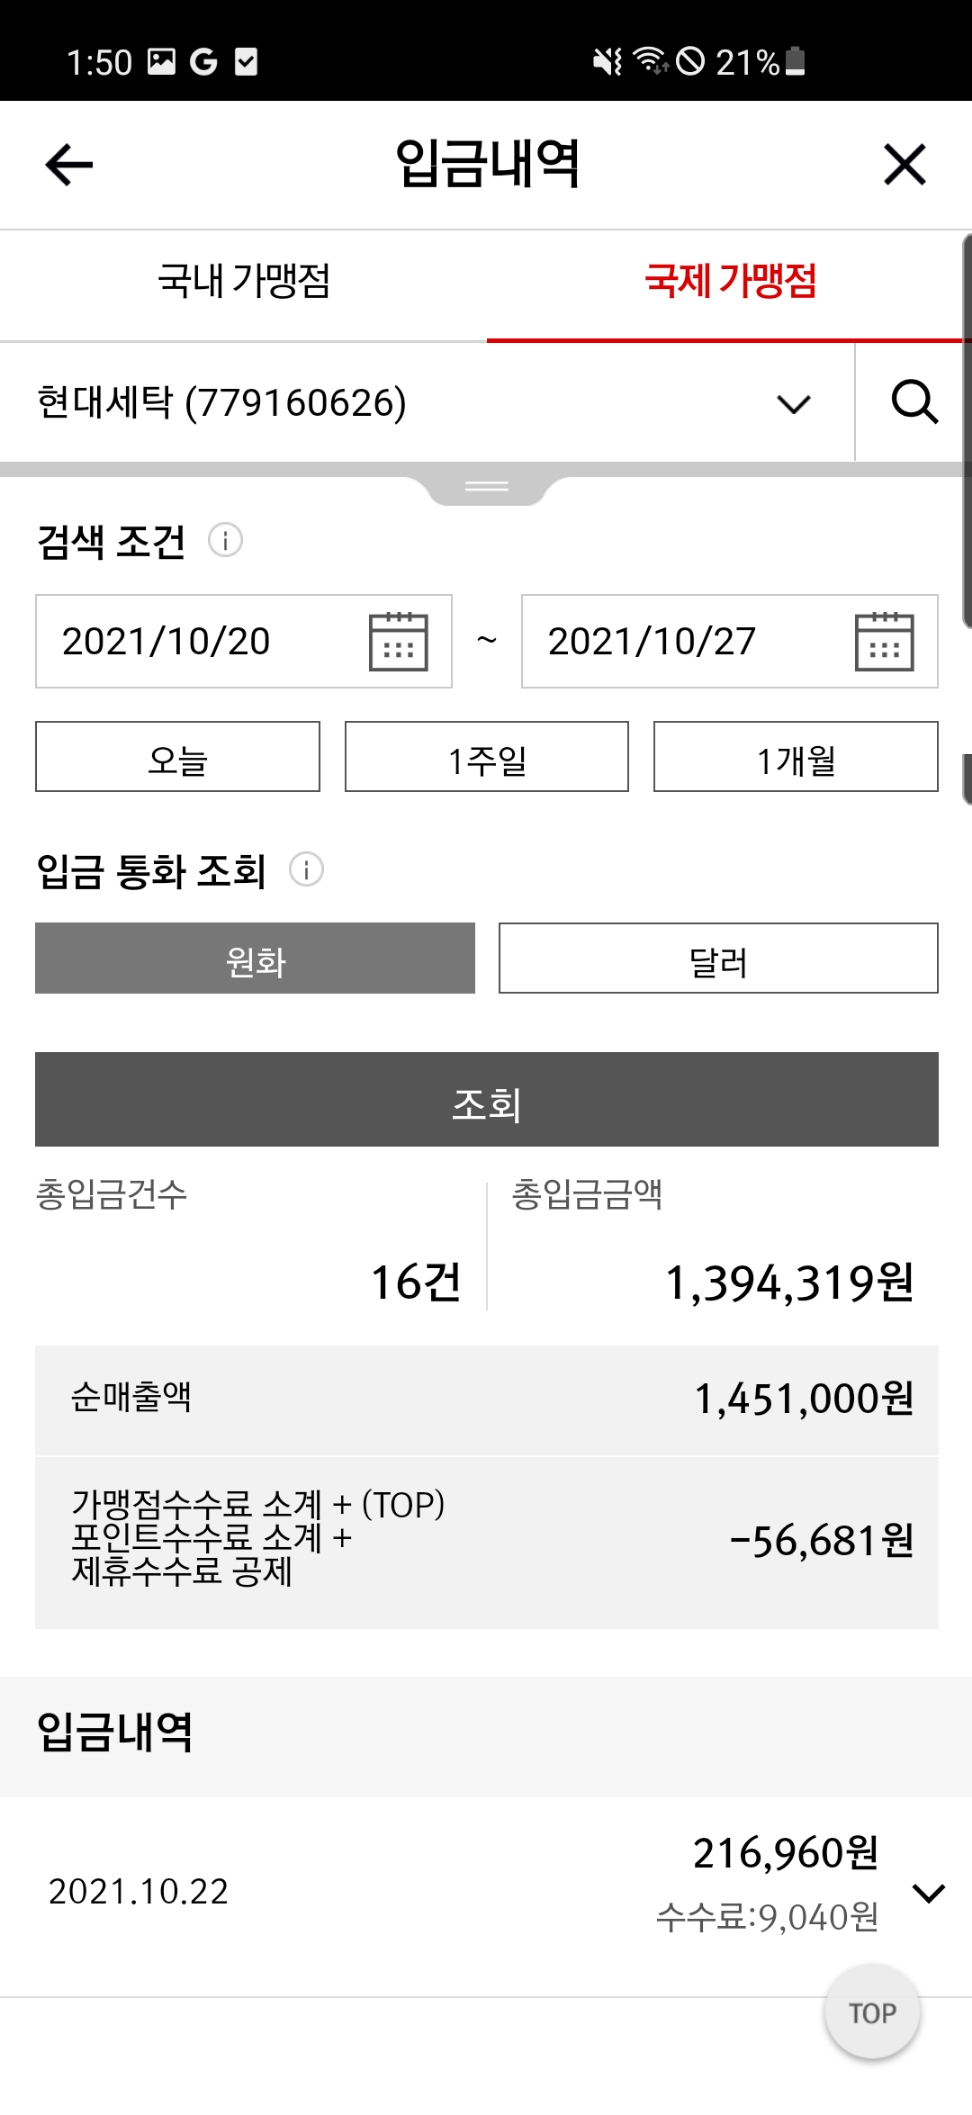 1:50
21%
입금내역
국내 가맹점
국제 가맹점
현대세탁 (779160626)
검색 조건
2021/10/20 ~ 2021/10/27
오늘
1주일
1개월
입금 통화 조회
원화
달러
조회
총입금건수
16건
총입금금액
1,394,319원
순매출액
1,451,000원
가맹점수수료 소계 + (TOP)
포인트수수료 소계 +
제휴수수료 공제
-56,681원
입금내역
2021.10.22
216,960원
수수료:9,040원
TOP